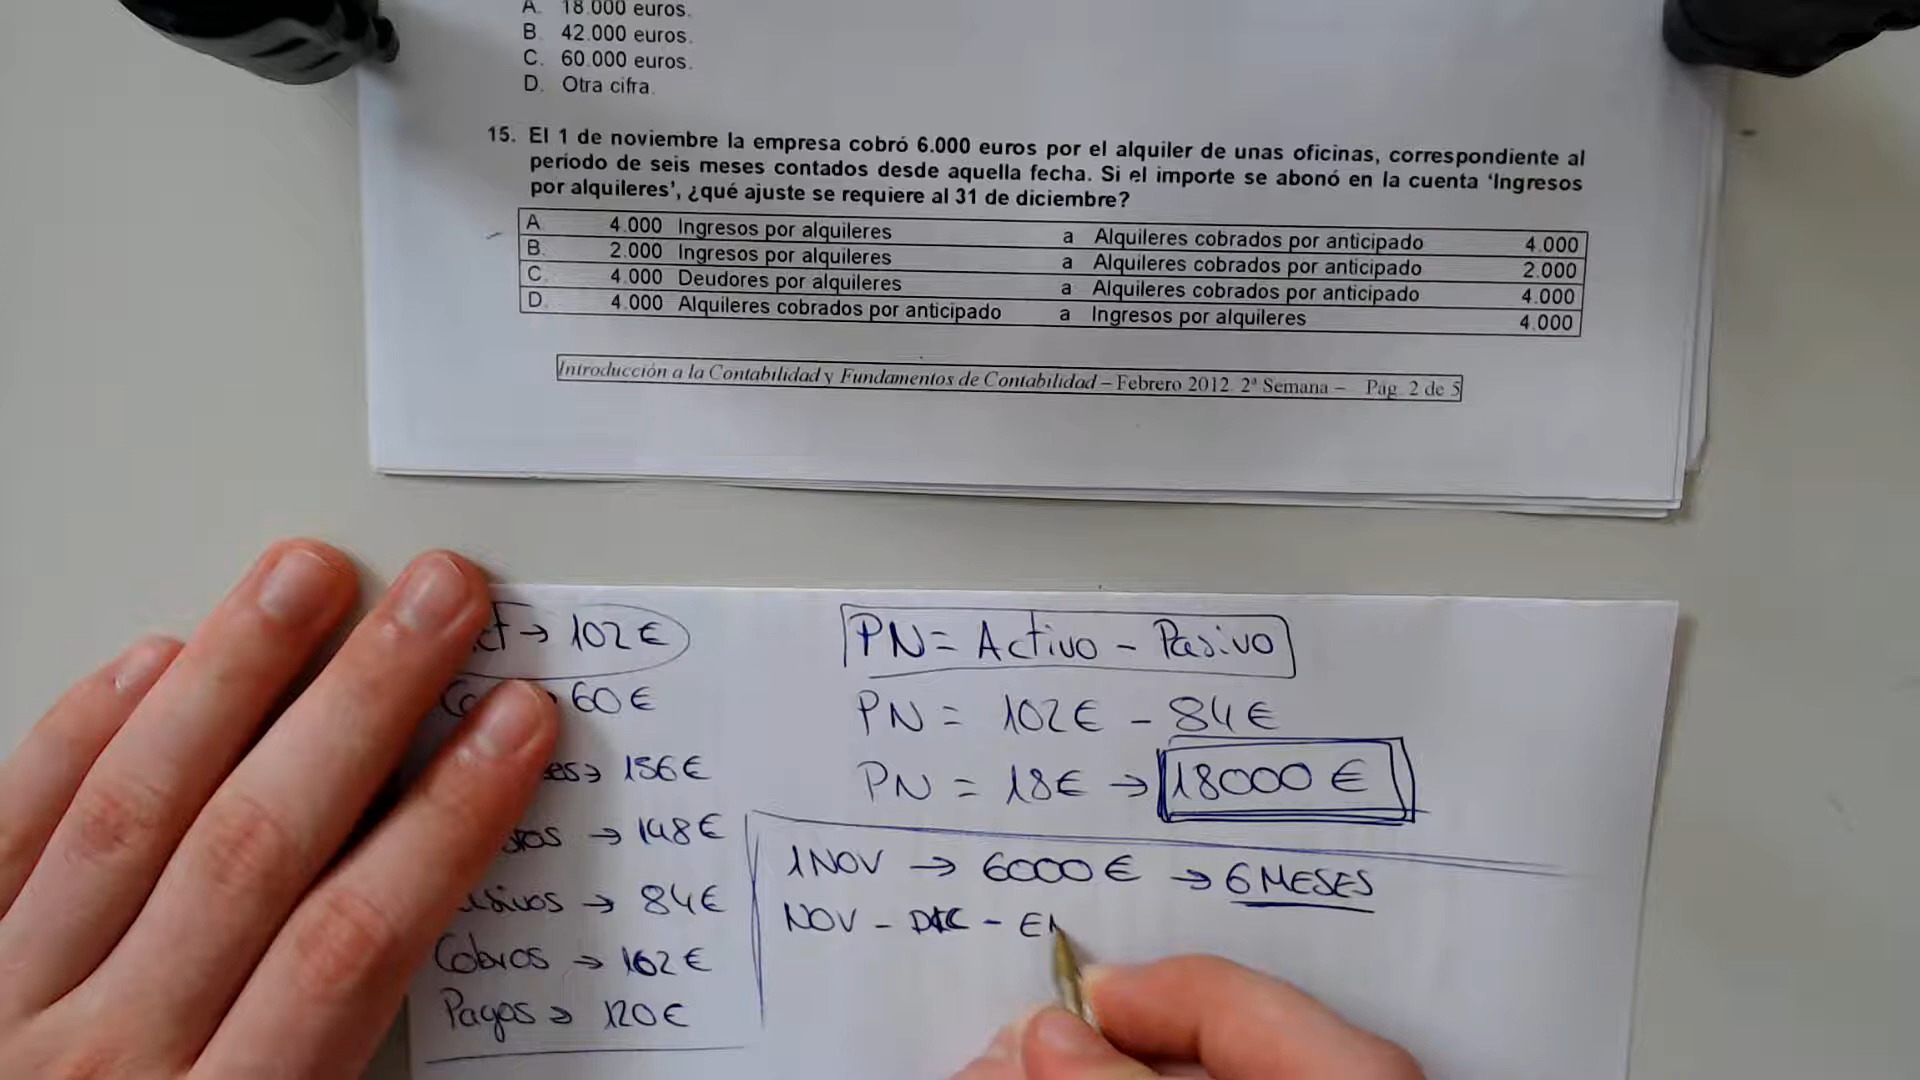 A. 18.000 euros.
B. 42.000 euros.
C. 60.000 euros.
D. Otra cifra.
15. El 1 de noviembre la empresa cobró 6.000 euros por el alquiler de unas oficinas, correspondiente al
periodo de seis meses contados desde aquella fecha. Si el importe se abonó en la cuenta ‘Ingresos
por alquileres’, ¿qué ajuste se requiere al 31 de diciembre?
A. 4.000 Ingresos por alquileres a Alquileres cobrados por anticipado 4.000
B. 2.000 Ingresos por alquileres a Alquileres cobrados por anticipado 2.000
C. 4.000 Deudores por alquileres a Alquileres cobrados por anticipado 4.000
D. 4.000 Alquileres cobrados por anticipado a Ingresos por alquileres 4.000
Introducción a la Contabilidad y Fundamentos de Contabilidad – Febrero 2012. 2ª Semana – Pag. 2 de 5
→ 102€
60€
→ 156€
→ 148€
→ 84€
Cobros → 162€
Pagos → 120€
PN = Activo - Pasivo
PN = 102€ - 84€
PN = 18€ → 18000 €
1 NOV → 6000€ → 6 MESES
NOV - DIC - EN